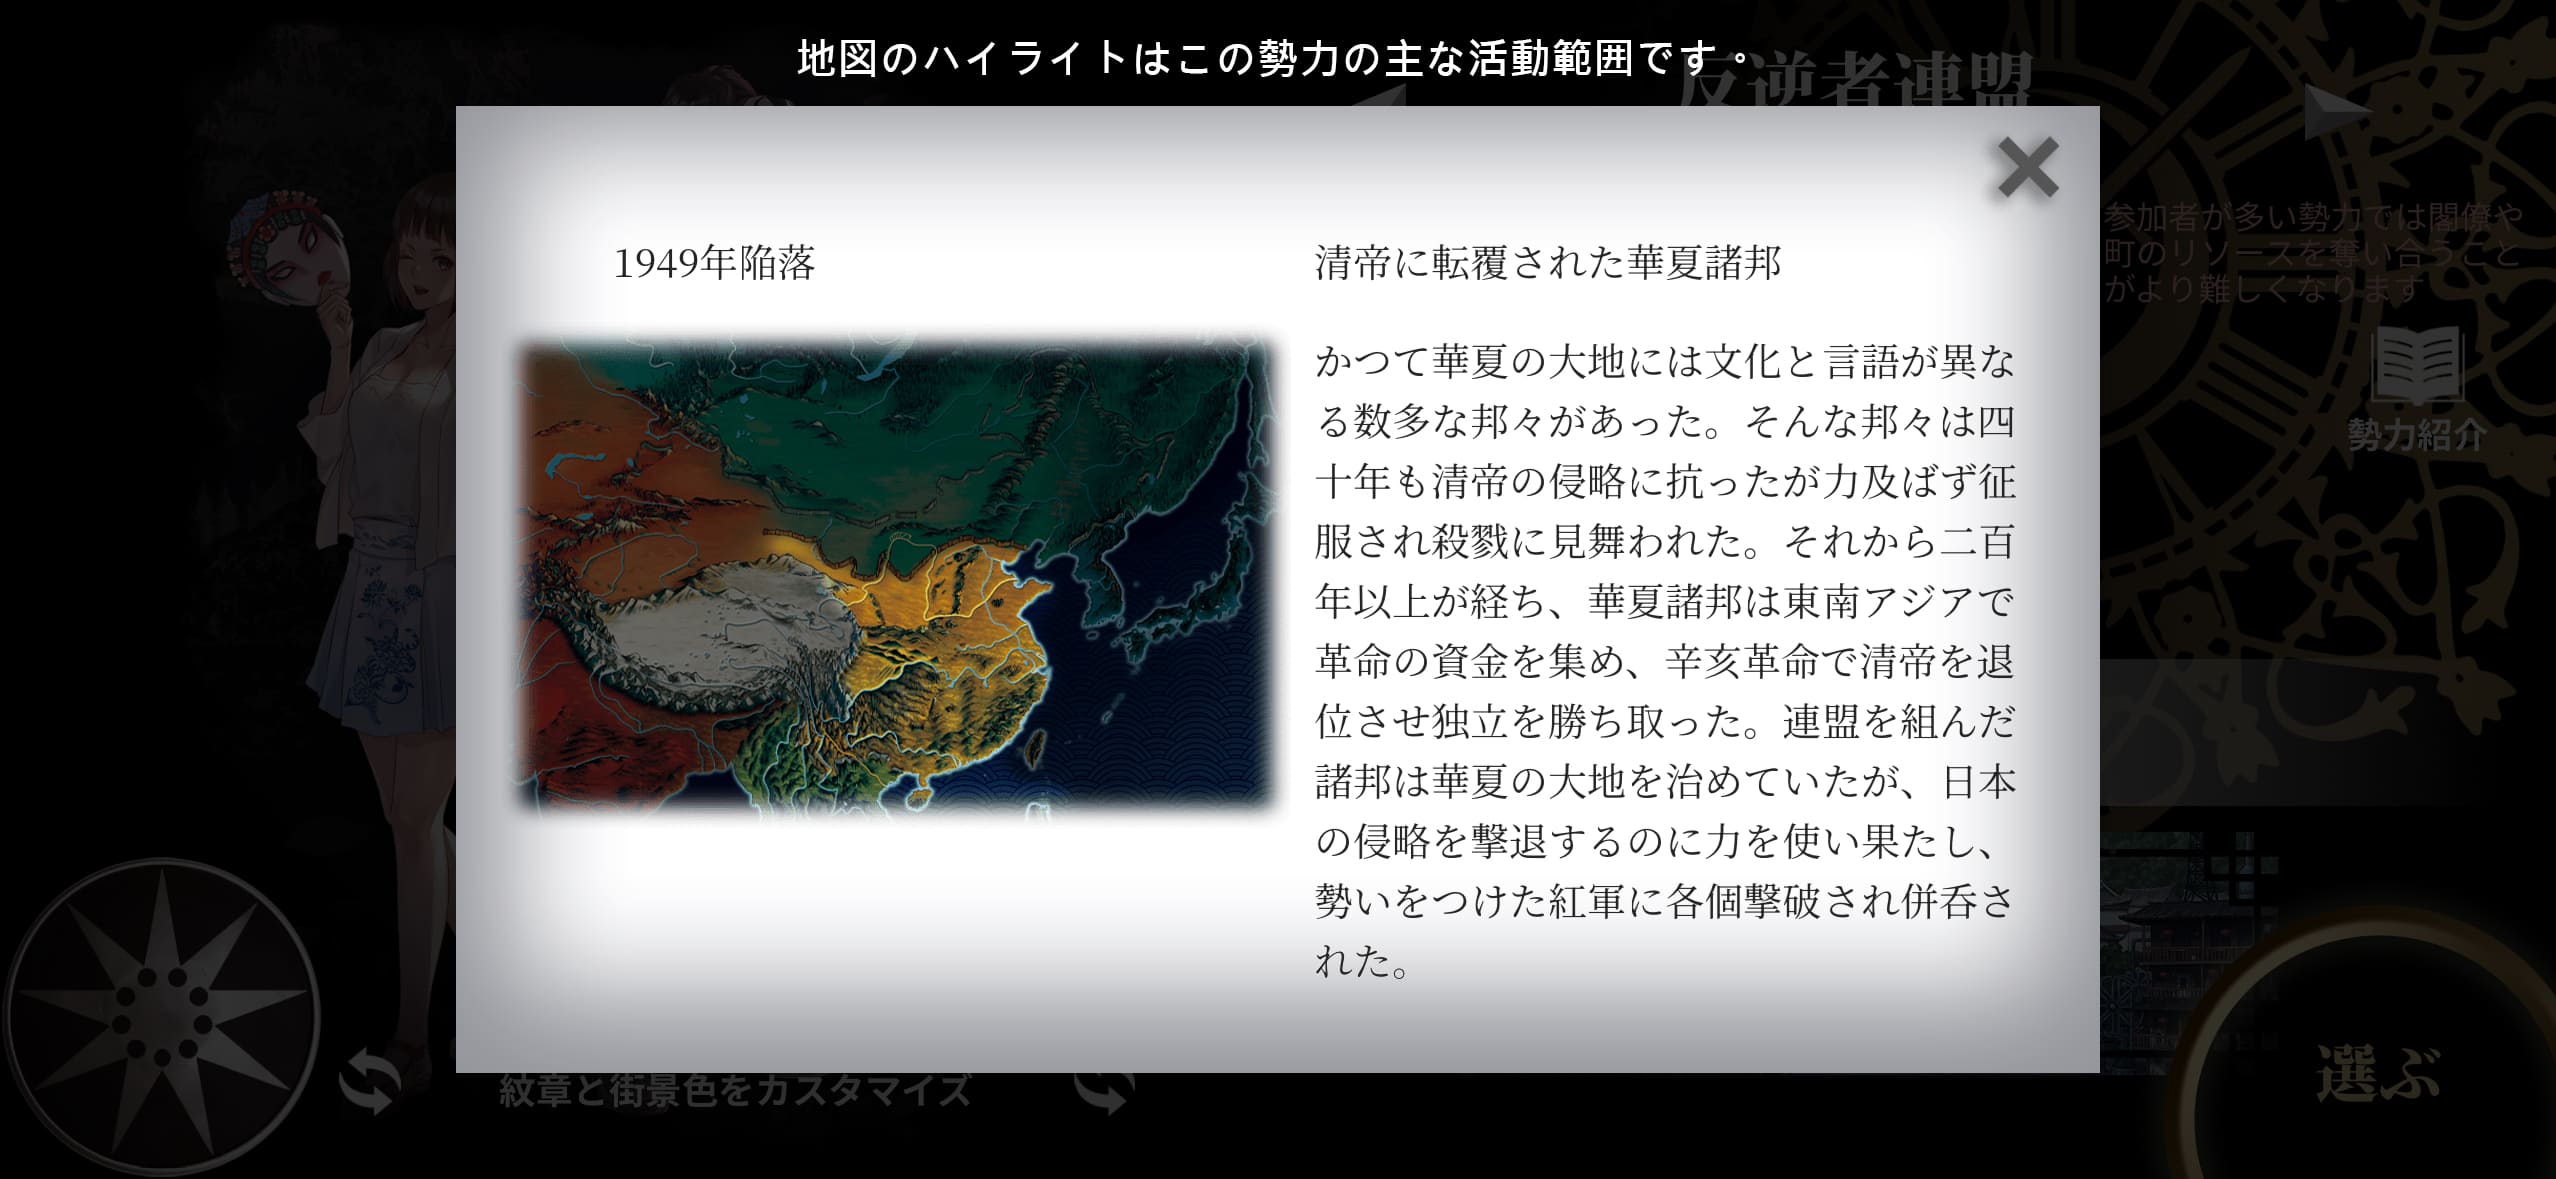 地図のハイライトはこの勢力の主な活動範囲です。
反逆者連盟
参加者が多い勢力では閣僚や
町のリソースを奪い合うこと
がより難しくなります
勢力紹介
1949年陥落
清帝に転覆された華夏諸邦
かつて華夏の大地には文化と言語が異な
る数多な邦々があった。そんな邦々は四
十年も清帝の侵略に抗ったが力及ばず征
服され殺戮に見舞われた。それから二百
年以上が経ち、華夏諸邦は東南アジアで
革命の資金を集め、辛亥革命で清帝を退
位させ独立を勝ち取った。連盟を組んだ
諸邦は華夏の大地を治めていたが、日本
の侵略を撃退するのに力を使い果たし、
勢いをつけた紅軍に各個撃破され併呑さ
れた。
紋章と街景色をカスタマイズ
選ぶ